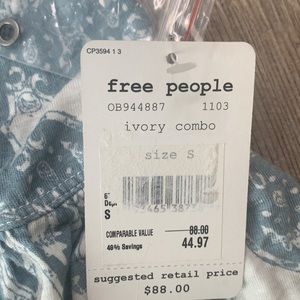 CP3594 1 3
free people
OB944887 1103
ivory combo
size S
6"
S
COMPARABLE VALUE 88.00
49% Savings 44.97
suggested retail price
$88.00